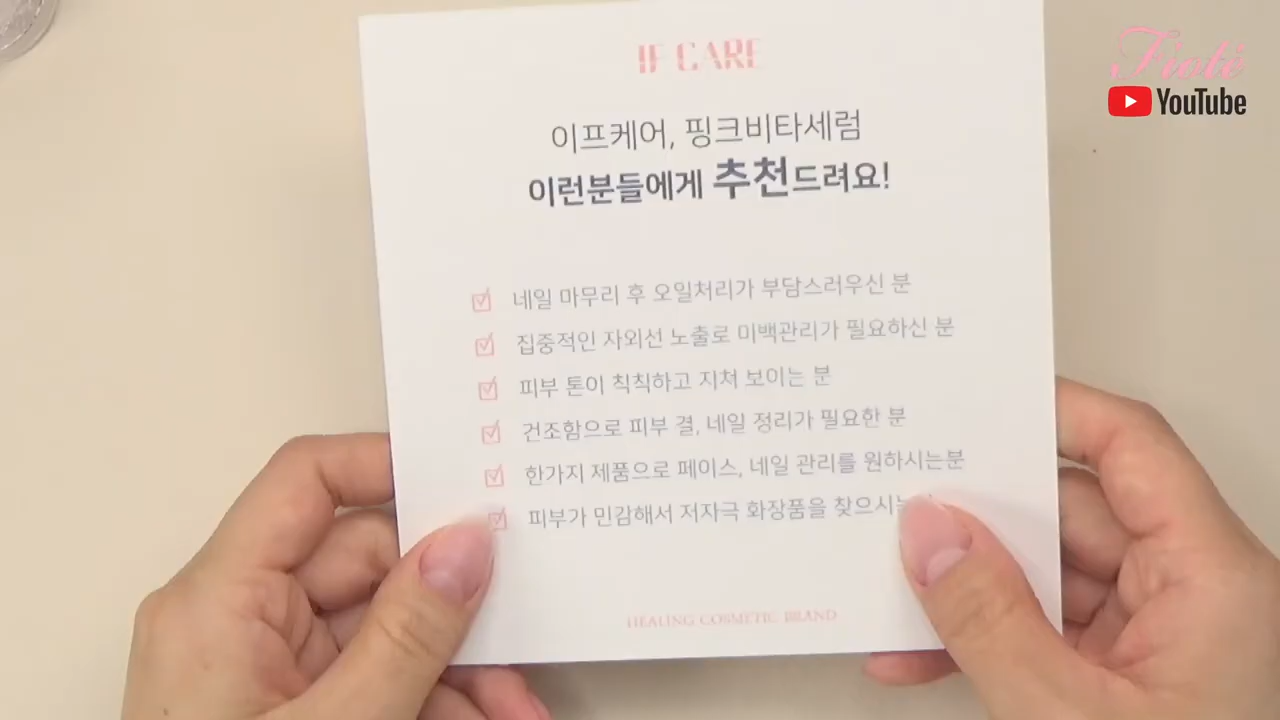 Fiotè
YouTube
IF CARE
이프케어, 핑크비타세럼
이런분들에게 추천드려요!
네일 마무리 후 오일처리가 부담스러우신 분
집중적인 자외선 노출로 미백관리가 필요하신 분
피부 톤이 칙칙하고 지쳐 보이는 분
건조함으로 피부 결, 네일 정리가 필요한 분
한가지 제품으로 페이스, 네일 관리를 원하시는분
피부가 민감해서 저자극 화장품을 찾으시는
HEALING COSMETIC BRAND